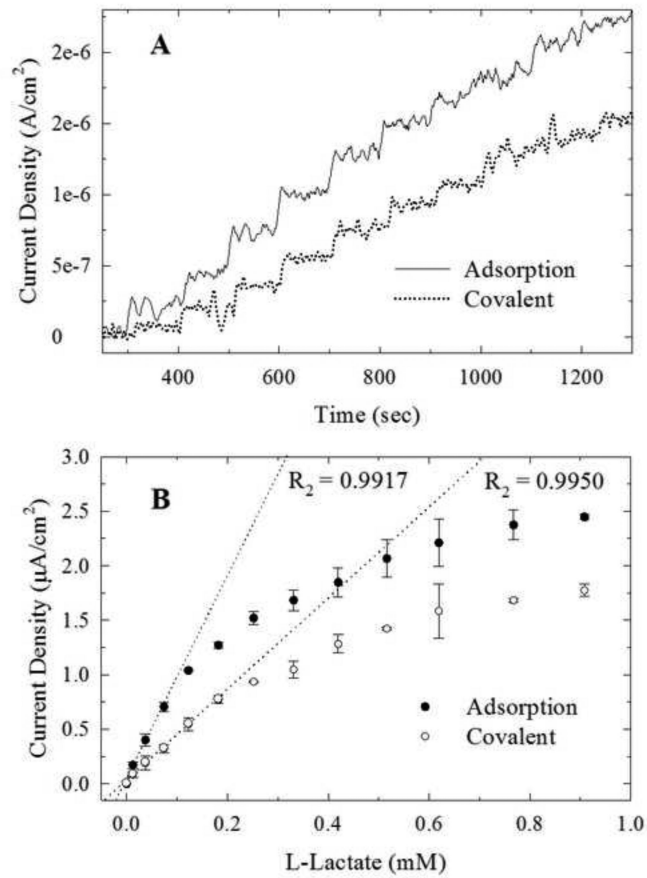 A
2e-6
2e-6
1e-6
5e-7
0
Current Density (A/cm²)
Adsorption
Covalent
400 600 800 1000 1200
Time (sec)
B
R₂ = 0.9917 R₂ = 0.9950
3.0
2.5
2.0
1.5
1.0
0.5
0.0
Current Density (µA/cm²)
Adsorption
Covalent
0.0 0.2 0.4 0.6 0.8 1.0
L-Lactate (mM)